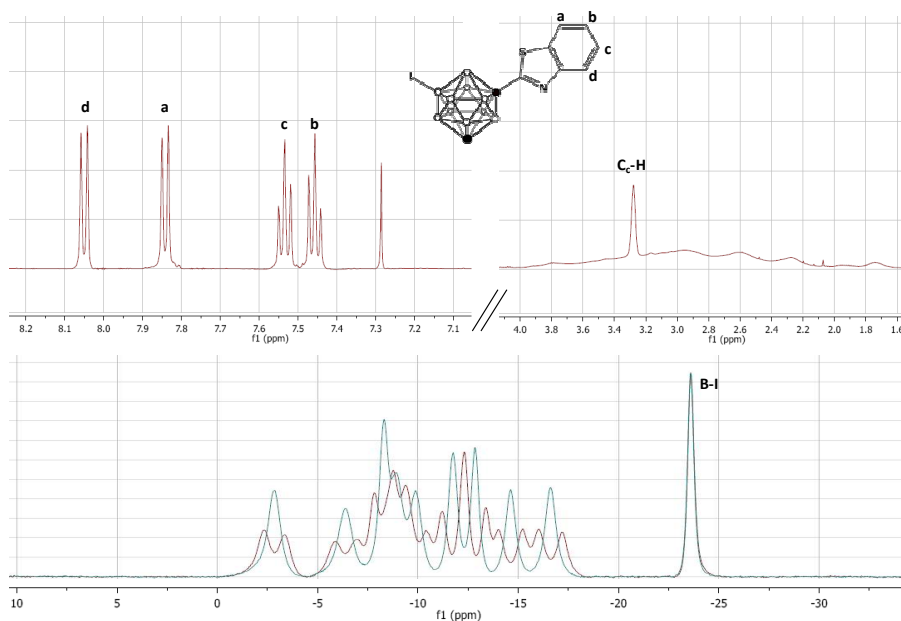 a b
c
d
S
N
I
d a c b
C_c-H
8.2 8.1 8.0 7.9 7.8 7.7 7.6 7.5 7.4 7.3 7.2 7.1
f1 (ppm)
4.0 3.8 3.6 3.4 3.2 3.0 2.8 2.6 2.4 2.2 2.0 1.8 1.6
f1 (ppm)
B-I
10 5 0 -5 -10 -15 -20 -25 -30
f1 (ppm)